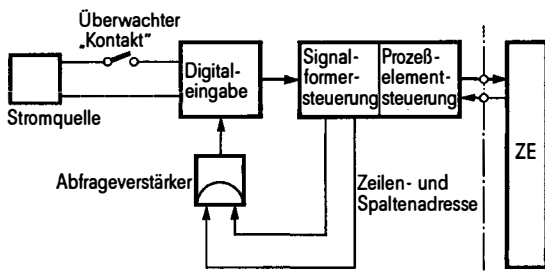 Überwachter
„Kontakt"
Stromquelle
Digital-
eingabe
Signal-
former-
steuerung
Prozeß-
element-
steuerung
ZE
Abfrageverstärker
Zeilen- und
Spaltenadresse